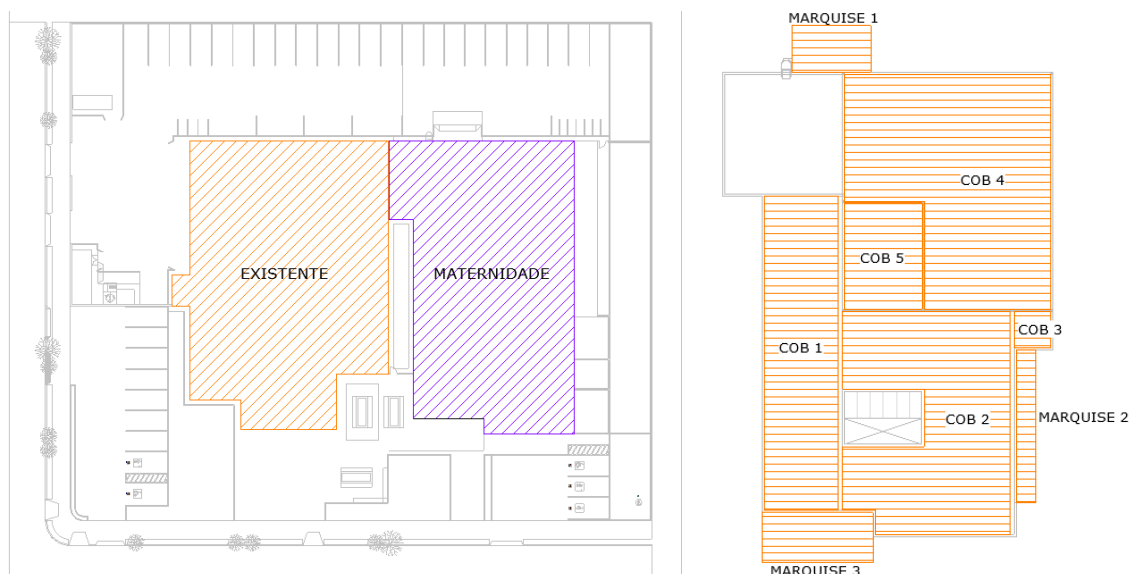 EXISTENTE
MATERNIDADE
MARQUISE 1
COB 4
COB 5
COB 3
COB 1
COB 2
MARQUISE 2
MARQUISE 3